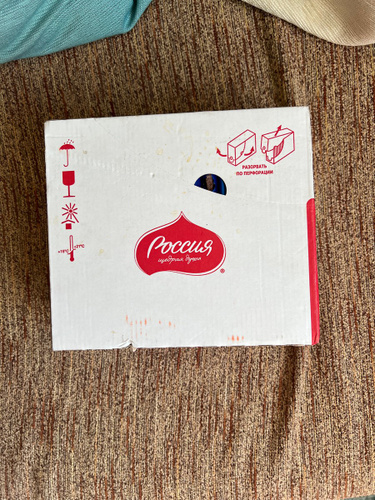 РАЗОРВАТЬ
ПО ПЕРФОРАЦИИ
Россия
щедрая душа
®